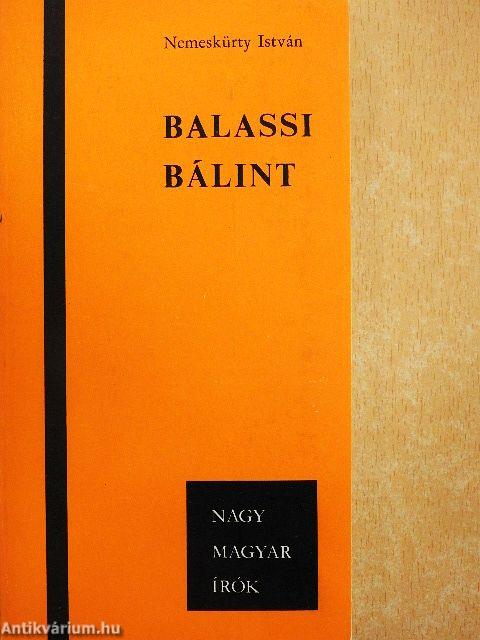 Nemeskürty István
BALASSI
BÁLINT
NAGY
MAGYAR
ÍRÓK
Antikvárium.hu